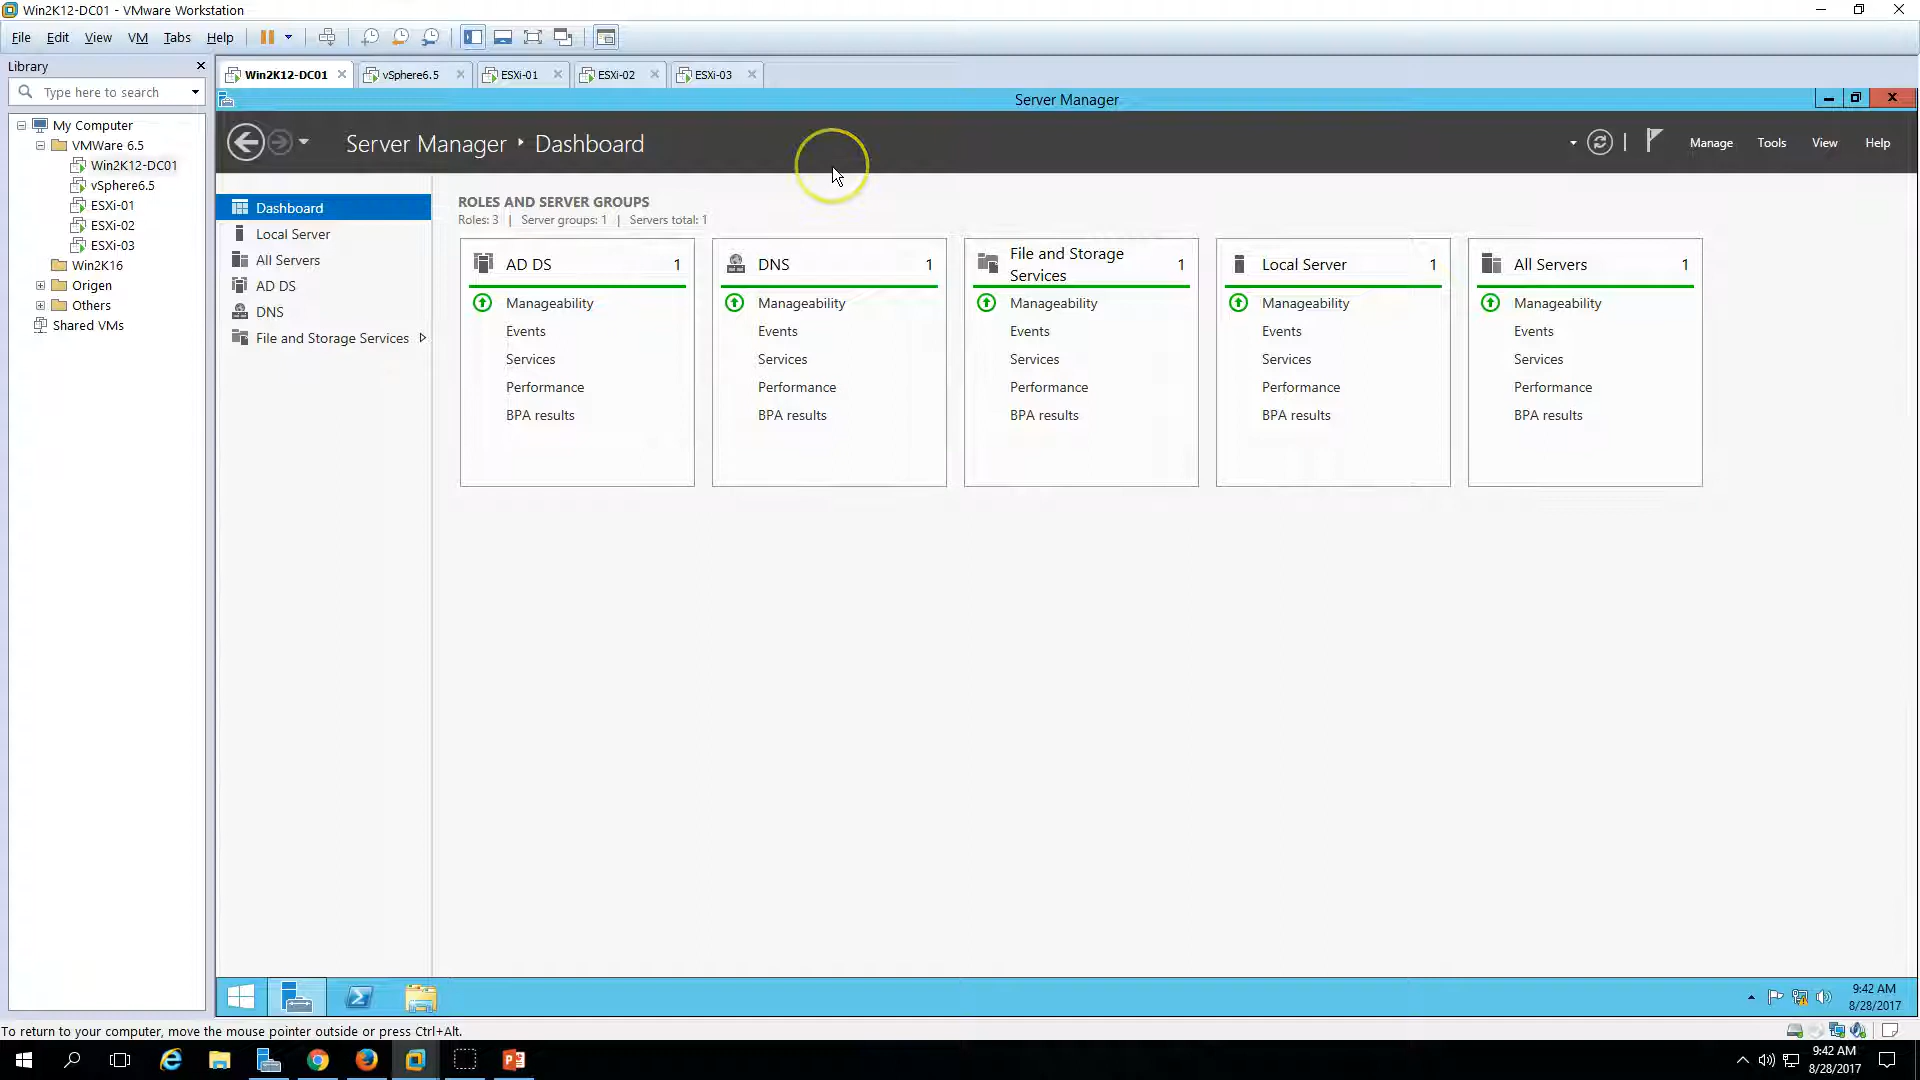 Win2K12-DC01 - VMware Workstation
File Edit View VM Tabs Help
Library
Type here to search
My Computer
VMWare 6.5
Win2K12-DC01
vSphere6.5
ESXi-01
ESXi-02
ESXi-03
Win2K16
Origen
Others
Shared VMs
Win2K12-DC01 vSphere6.5 ESXi-01 ESXi-02 ESXi-03
Server Manager
Server Manager Dashboard
Manage Tools View Help
Dashboard
Local Server
All Servers
AD DS
DNS
File and Storage Services
ROLES AND SERVER GROUPS
Roles: 3 | Server groups: 1 | Servers total: 1
AD DS 1
Manageability
Events
Services
Performance
BPA results
DNS 1
Manageability
Events
Services
Performance
BPA results
File and Storage
Services 1
Manageability
Events
Services
Performance
BPA results
Local Server 1
Manageability
Events
Services
Performance
BPA results
All Servers 1
Manageability
Events
Services
Performance
BPA results
9:42 AM
8/28/2017
To return to your computer, move the mouse pointer outside or press Ctrl+Alt.
9:42 AM
8/28/2017